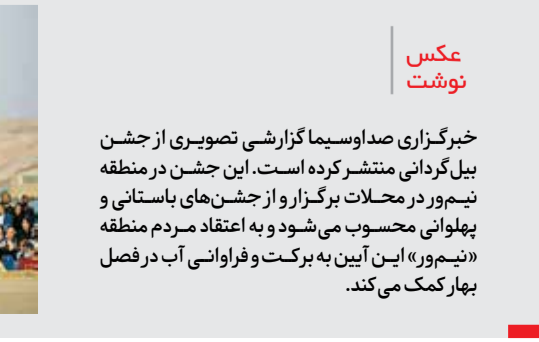 عکس
نوشت
خبرگزاری صداوسیما گزارشی تصویری از جشن
بیل‌گردانی منتشر کرده است. این جشن در منطقه
نیم‌ور در محلات برگزار و از جشن‌های باستانی و
پهلوانی محسوب می‌شود و به اعتقاد مردم منطقه
«نیم‌ور» این آیین به برکت و فراوانی آب در فصل
بهار کمک می‌کند.